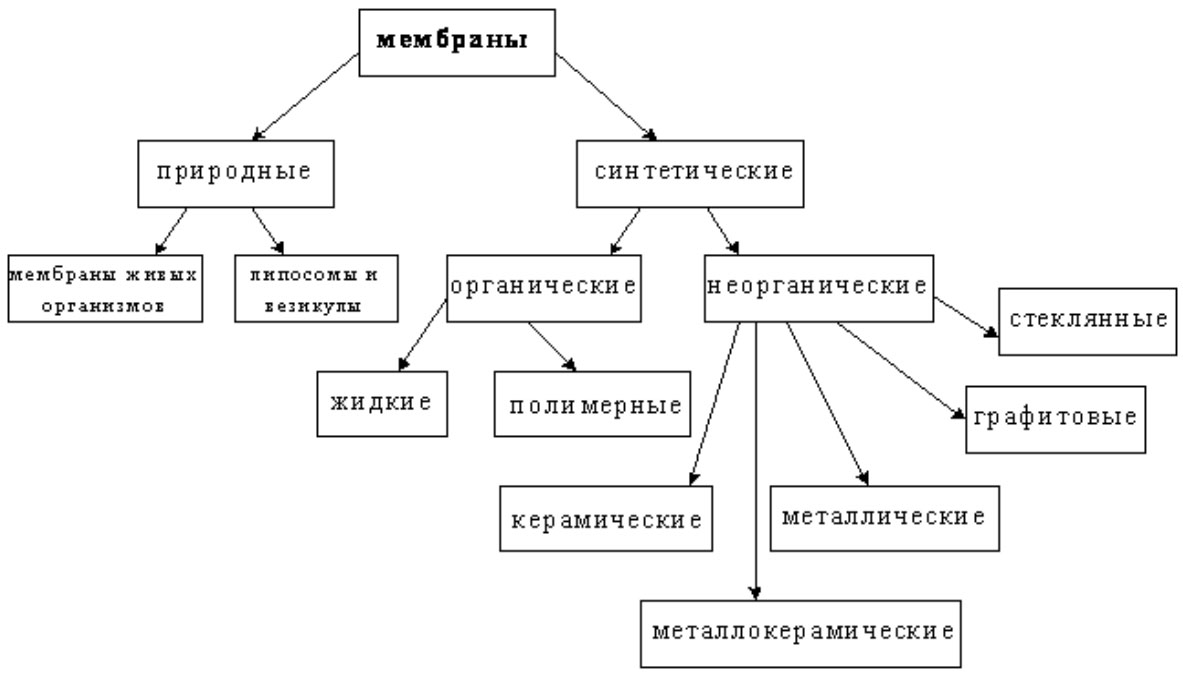 мембраны
природные
синтетические
мембраны живых
организмов
липосомы и
везикулы
органические
неорганические
стеклянные
жидкие
полимерные
графитовые
керамические
металлические
металлокерамические